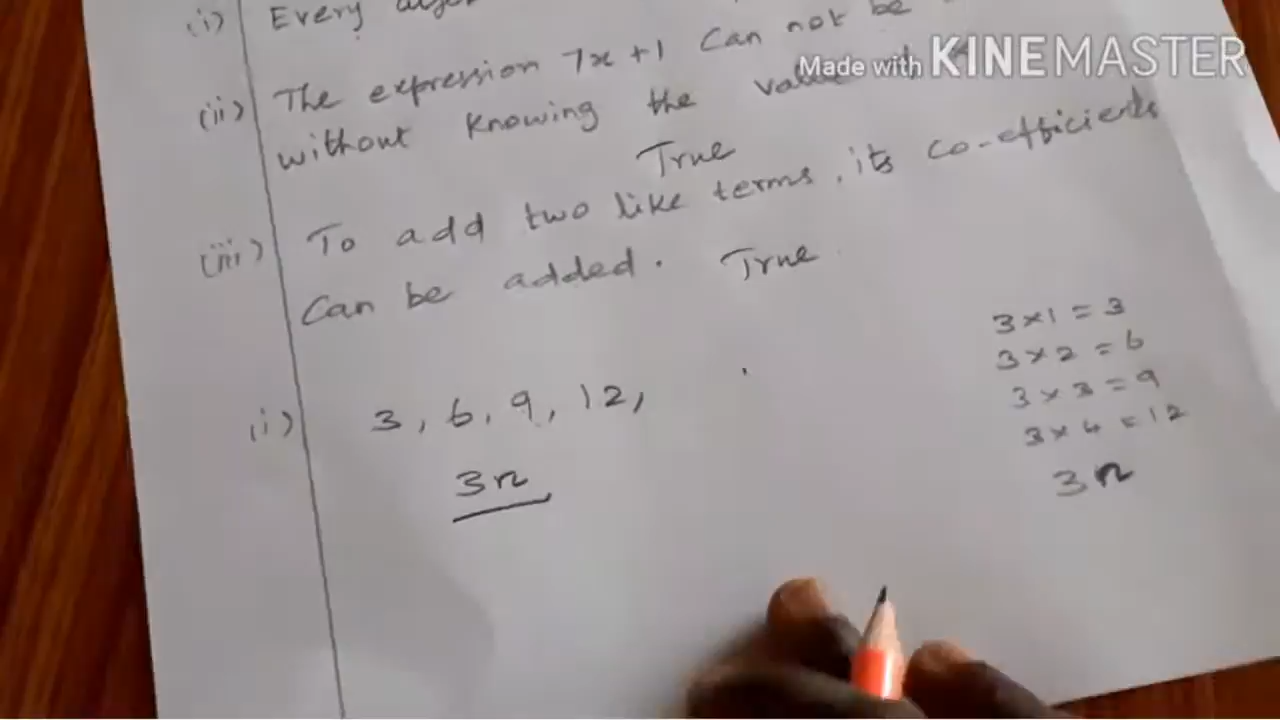 (i) Every
(ii) The expression 7x+1 Can not be
Made with KINEMASTER
without knowing the
True
(iii) To add two like terms, its co-efficients
Can be added. True
3×1 = 3
3×2 = 6
3×3 = 9
3×4 = 12
3n
(i) 3, 6, 9, 12,
3n